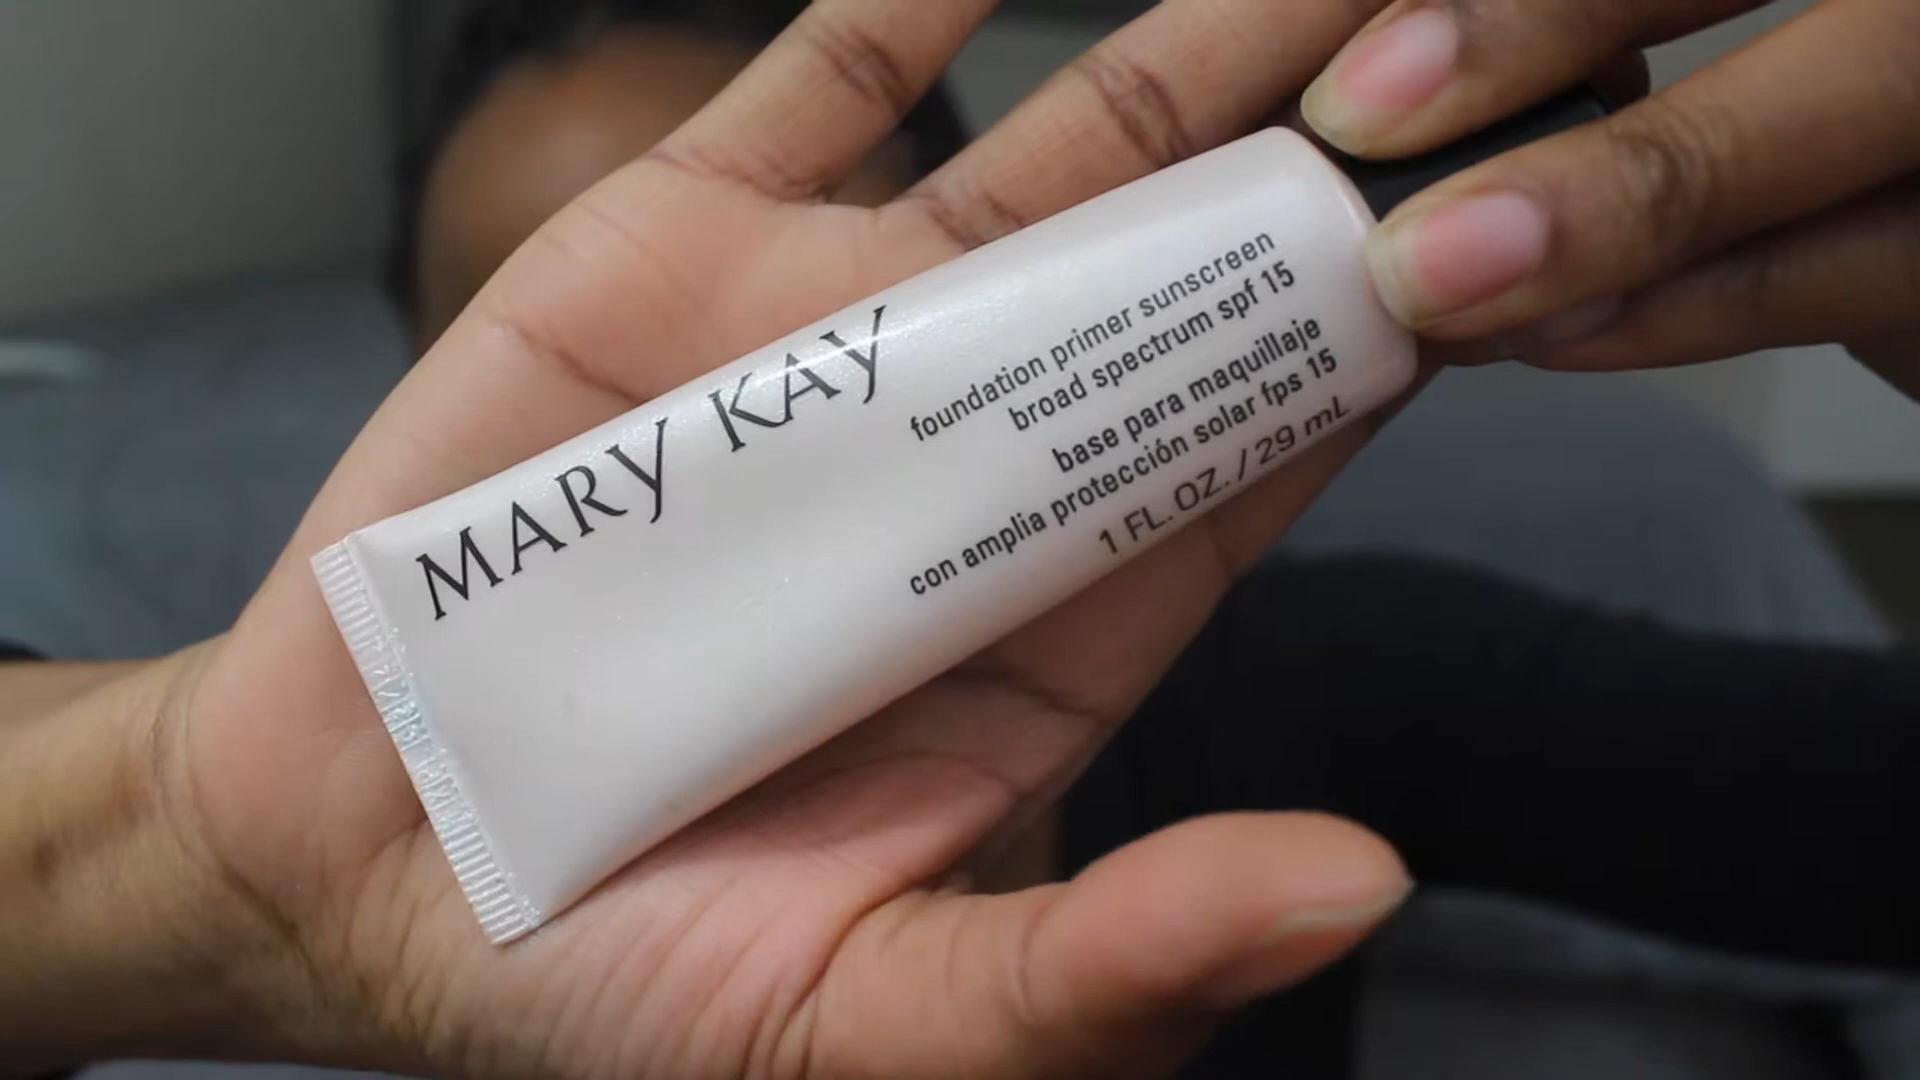 MARY KAY
foundation primer sunscreen
broad spectrum spf 15
base para maquillaje
con amplia protección solar fps 15
1 FL. OZ. / 29 mL